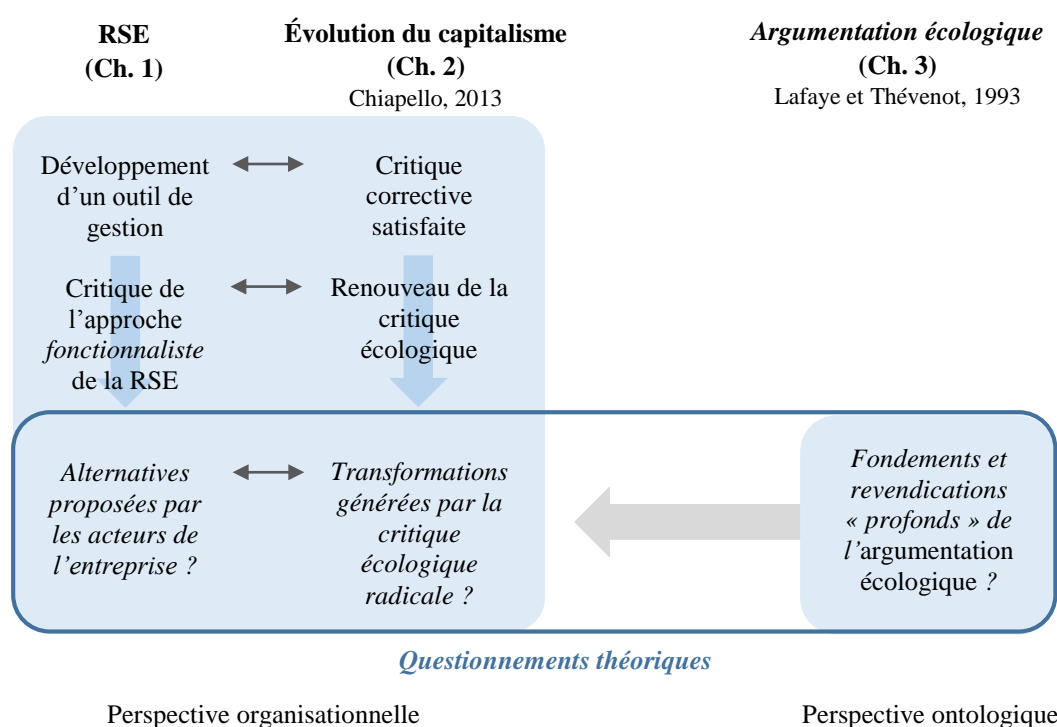 RSE
(Ch. 1)
Évolution du capitalisme
(Ch. 2)
Chiapello, 2013
Argumentation écologique
(Ch. 3)
Lafaye et Thévenot, 1993
Développement
d’un outil de
gestion
Critique
corrective
satisfaite
Critique de
l’approche
fonctionnaliste
de la RSE
Renouveau de la
critique
écologique
Alternatives
proposées par
les acteurs de
l’entreprise ?
Transformations
générées par la
critique
écologique
radicale ?
Fondements et
revendications
« profonds » de
l’argumentation
écologique ?
Questionnements théoriques
Perspective organisationnelle
Perspective ontologique